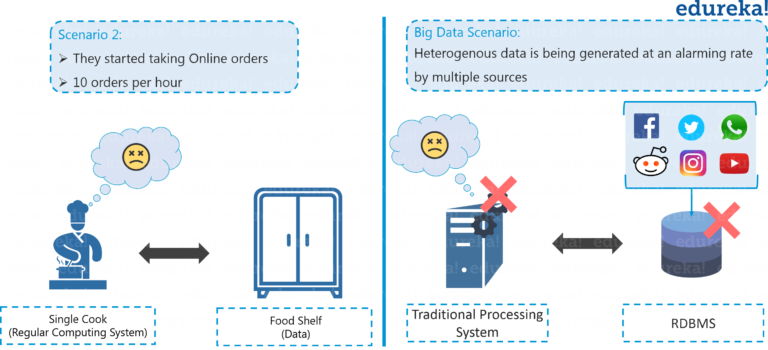 edureka!
Scenario 2:
➤ They started taking Online orders
➤ 10 orders per hour
Big Data Scenario:
Heterogenous data is being generated at an alarming rate
by multiple sources
Single Cook
(Regular Computing System)
Food Shelf
(Data)
Traditional Processing
System
RDBMS